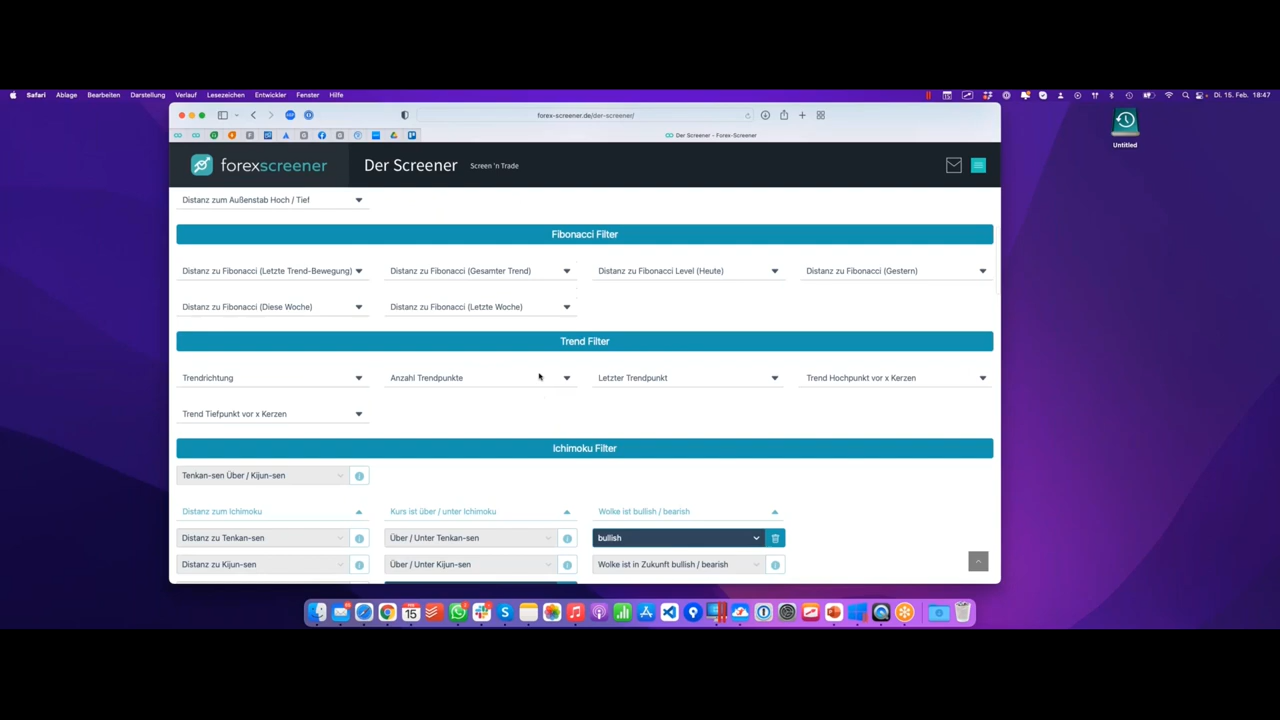 Safari Ablage Bearbeiten Darstellung Verlauf Lesezeichen Entwickler Fenster Hilfe
Di. 15. Feb. 18:47
forex-screener.de/der-screener/
Der Screener - Forex-Screener
Untitled
forexscreener
Der Screener
Screen 'n Trade
Distanz zum Außenstab Hoch / Tief
Fibonacci Filter
Distanz zu Fibonacci (Letzte Trend-Bewegung)
Distanz zu Fibonacci (Gesamter Trend)
Distanz zu Fibonacci Level (Heute)
Distanz zu Fibonacci (Gestern)
Distanz zu Fibonacci (Diese Woche)
Distanz zu Fibonacci (Letzte Woche)
Trend Filter
Trendrichtung
Anzahl Trendpunkte
Letzter Trendpunkt
Trend Hochpunkt vor x Kerzen
Trend Tiefpunkt vor x Kerzen
Ichimoku Filter
Tenkan-sen Über / Kijun-sen
Distanz zum Ichimoku
Kurs ist über / unter Ichimoku
Wolke ist bullish / bearish
Distanz zu Tenkan-sen
Über / Unter Tenkan-sen
bullish
Distanz zu Kijun-sen
Über / Unter Kijun-sen
Wolke ist in Zukunft bullish / bearish
15